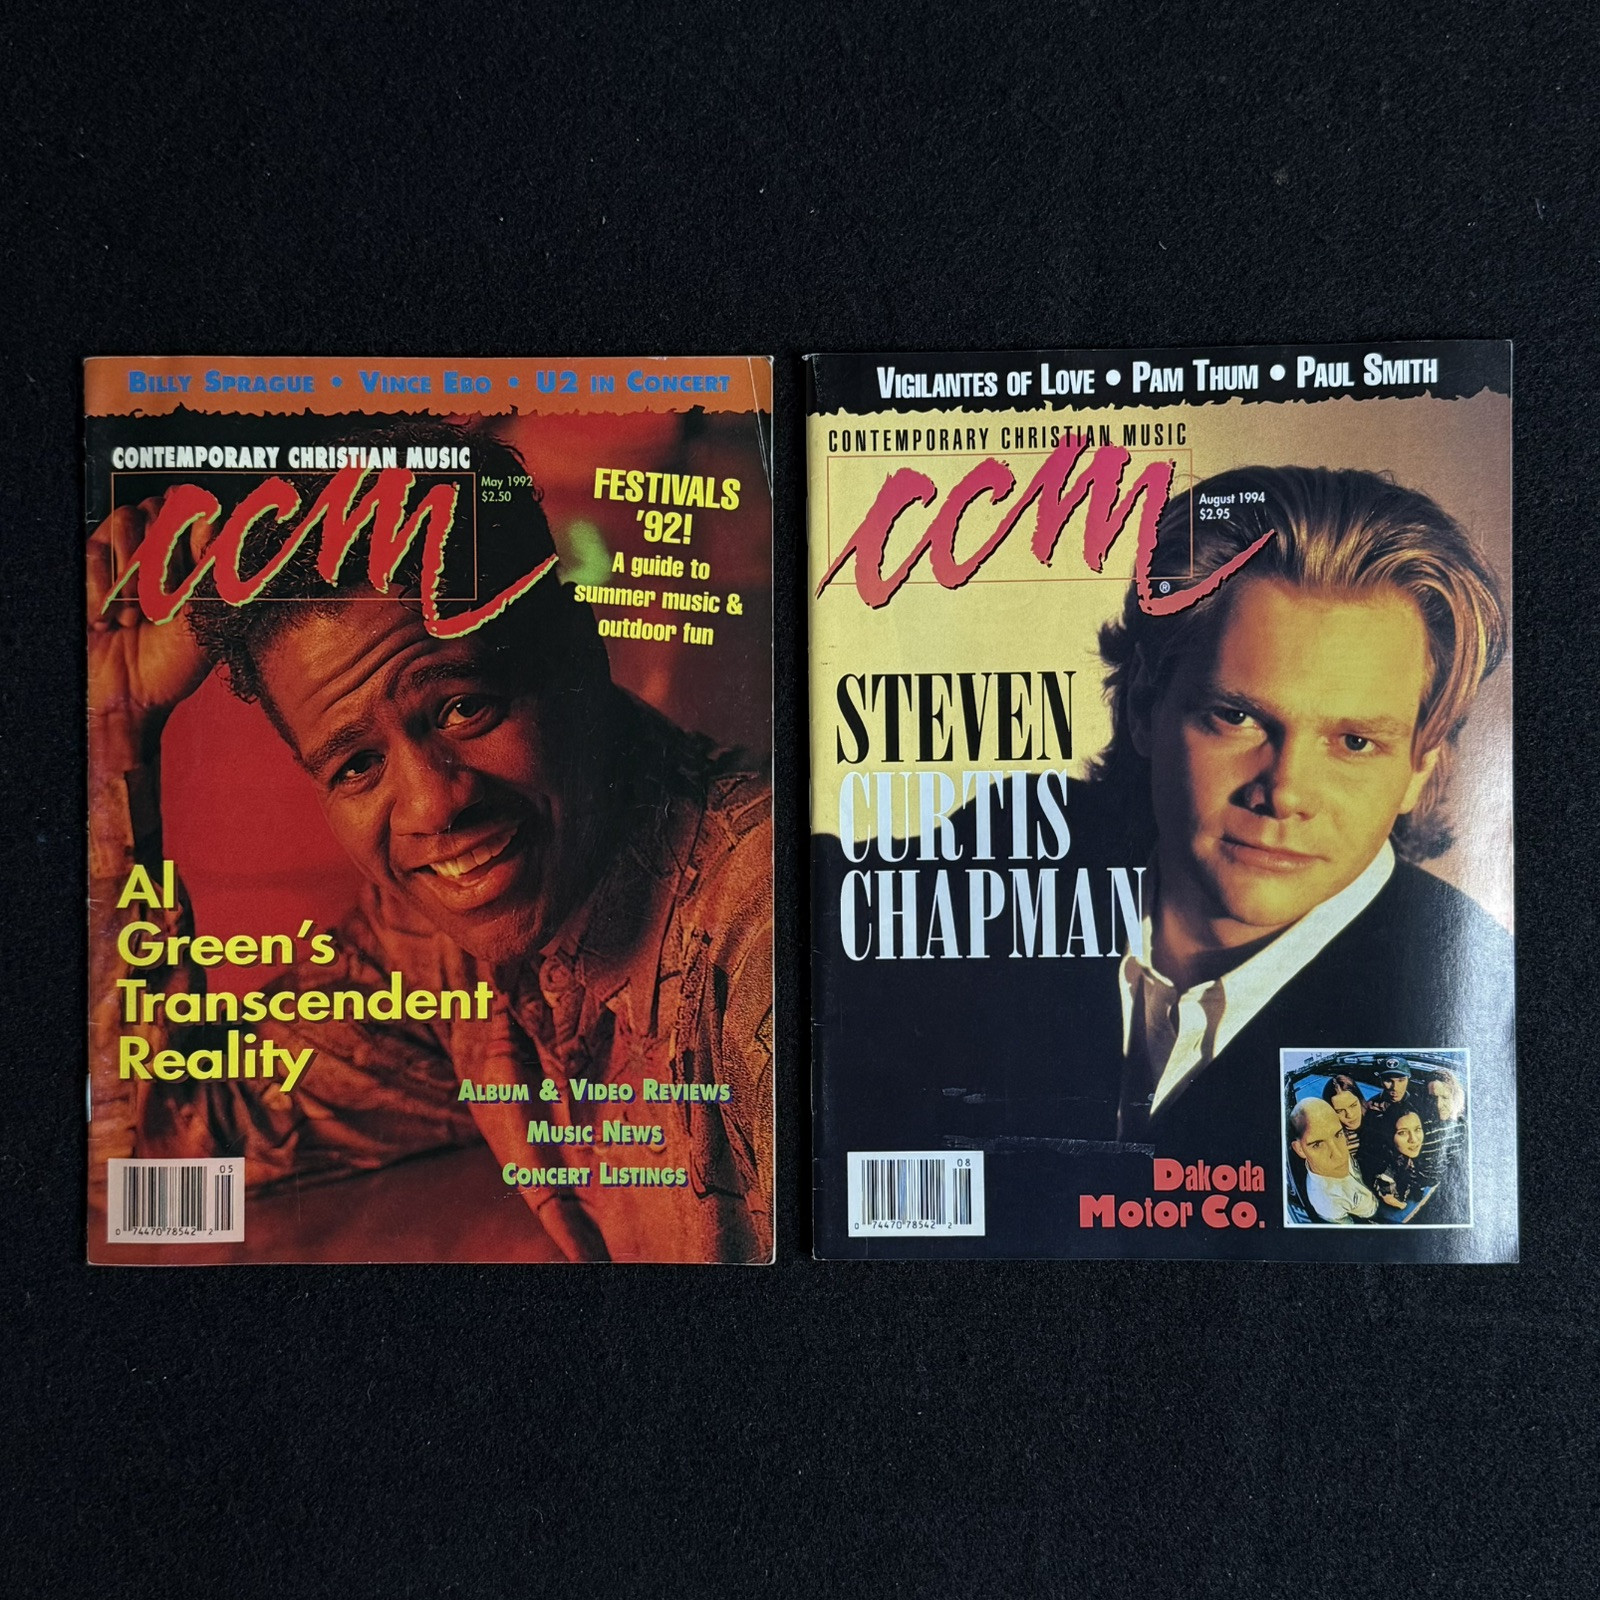 BILLY SPRAGUE • VINCE EBO • U2 IN CONCERT
CONTEMPORARY CHRISTIAN MUSIC
ccm
May 1992
$2.50
FESTIVALS
'92!
A guide to
summer music &
outdoor fun
Al
Green's
Transcendent
Reality
ALBUM & VIDEO REVIEWS
MUSIC NEWS
CONCERT LISTINGS
05
0 74470 78542 2
VIGILANTES OF LOVE • PAM THUM • PAUL SMITH
CONTEMPORARY CHRISTIAN MUSIC
ccm
®
August 1994
$2.95
STEVEN
CURTIS
CHAPMAN
08
0 74470 78542 2
Dakoda
Motor Co.